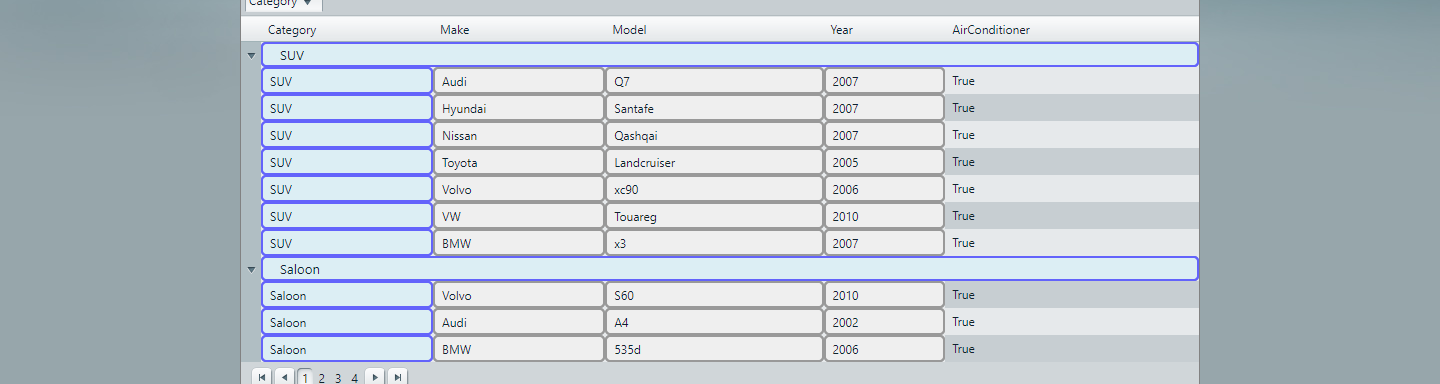 Category
Category Make Model Year AirConditioner
SUV
SUV Audi Q7 2007 True
SUV Hyundai Santafe 2007 True
SUV Nissan Qashqai 2007 True
SUV Toyota Landcruiser 2005 True
SUV Volvo xc90 2006 True
SUV VW Touareg 2010 True
SUV BMW x3 2007 True
Saloon
Saloon Volvo S60 2010 True
Saloon Audi A4 2002 True
Saloon BMW 535d 2006 True
1 2 3 4